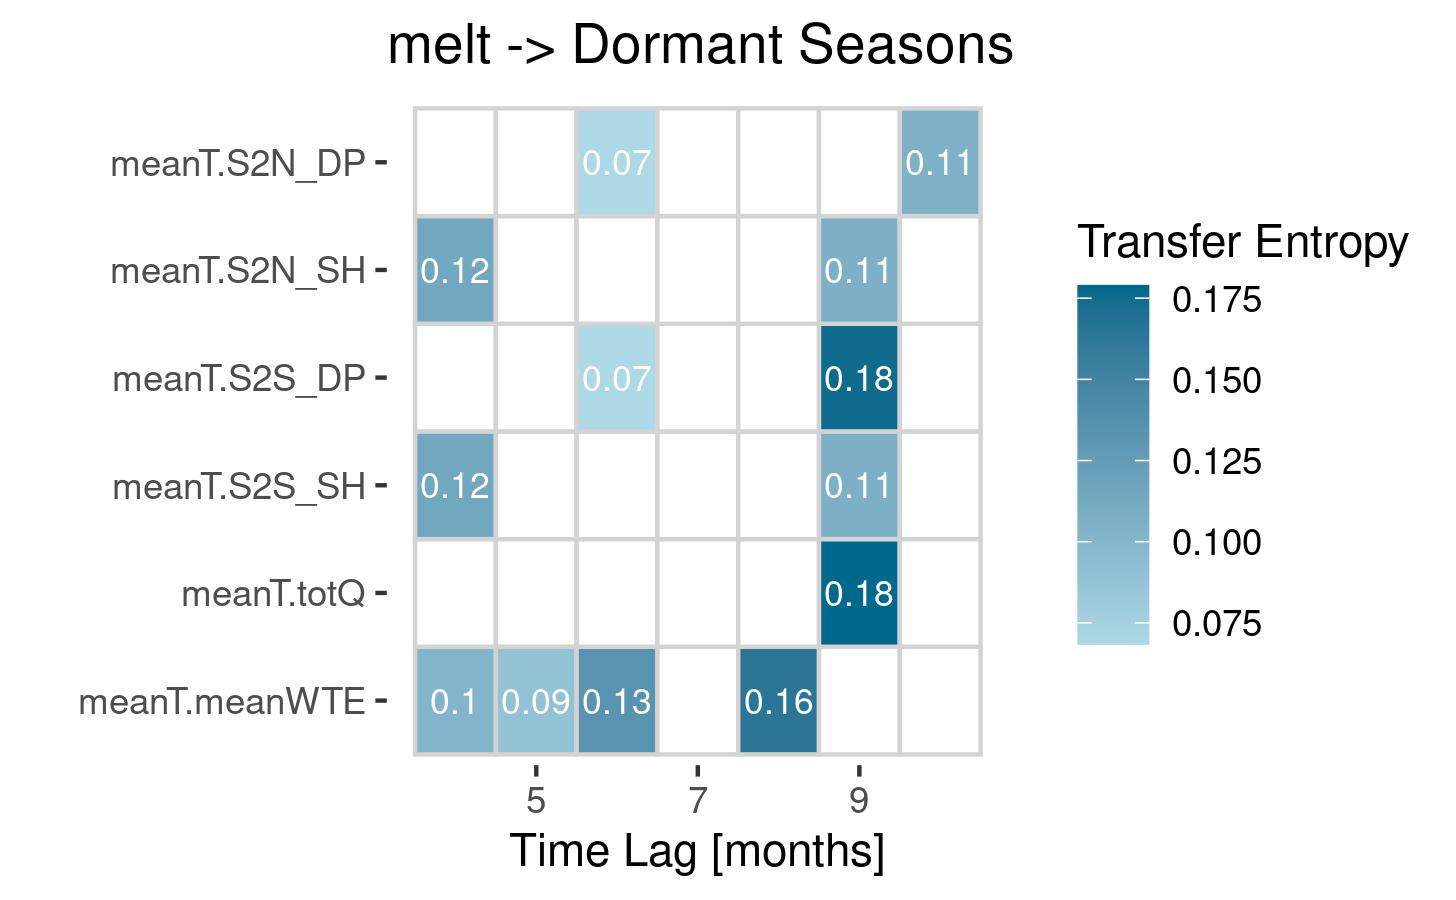 melt -> Dormant Seasons
meanT.S2N_DP 0.07 0.11
meanT.S2N_SH 0.12 0.11
meanT.S2S_DP 0.07 0.18
meanT.S2S_SH 0.12 0.11
meanT.totQ 0.18
meanT.meanWTE 0.1 0.09 0.13 0.16
5 7 9
Time Lag [months]
Transfer Entropy
0.175
0.150
0.125
0.100
0.075